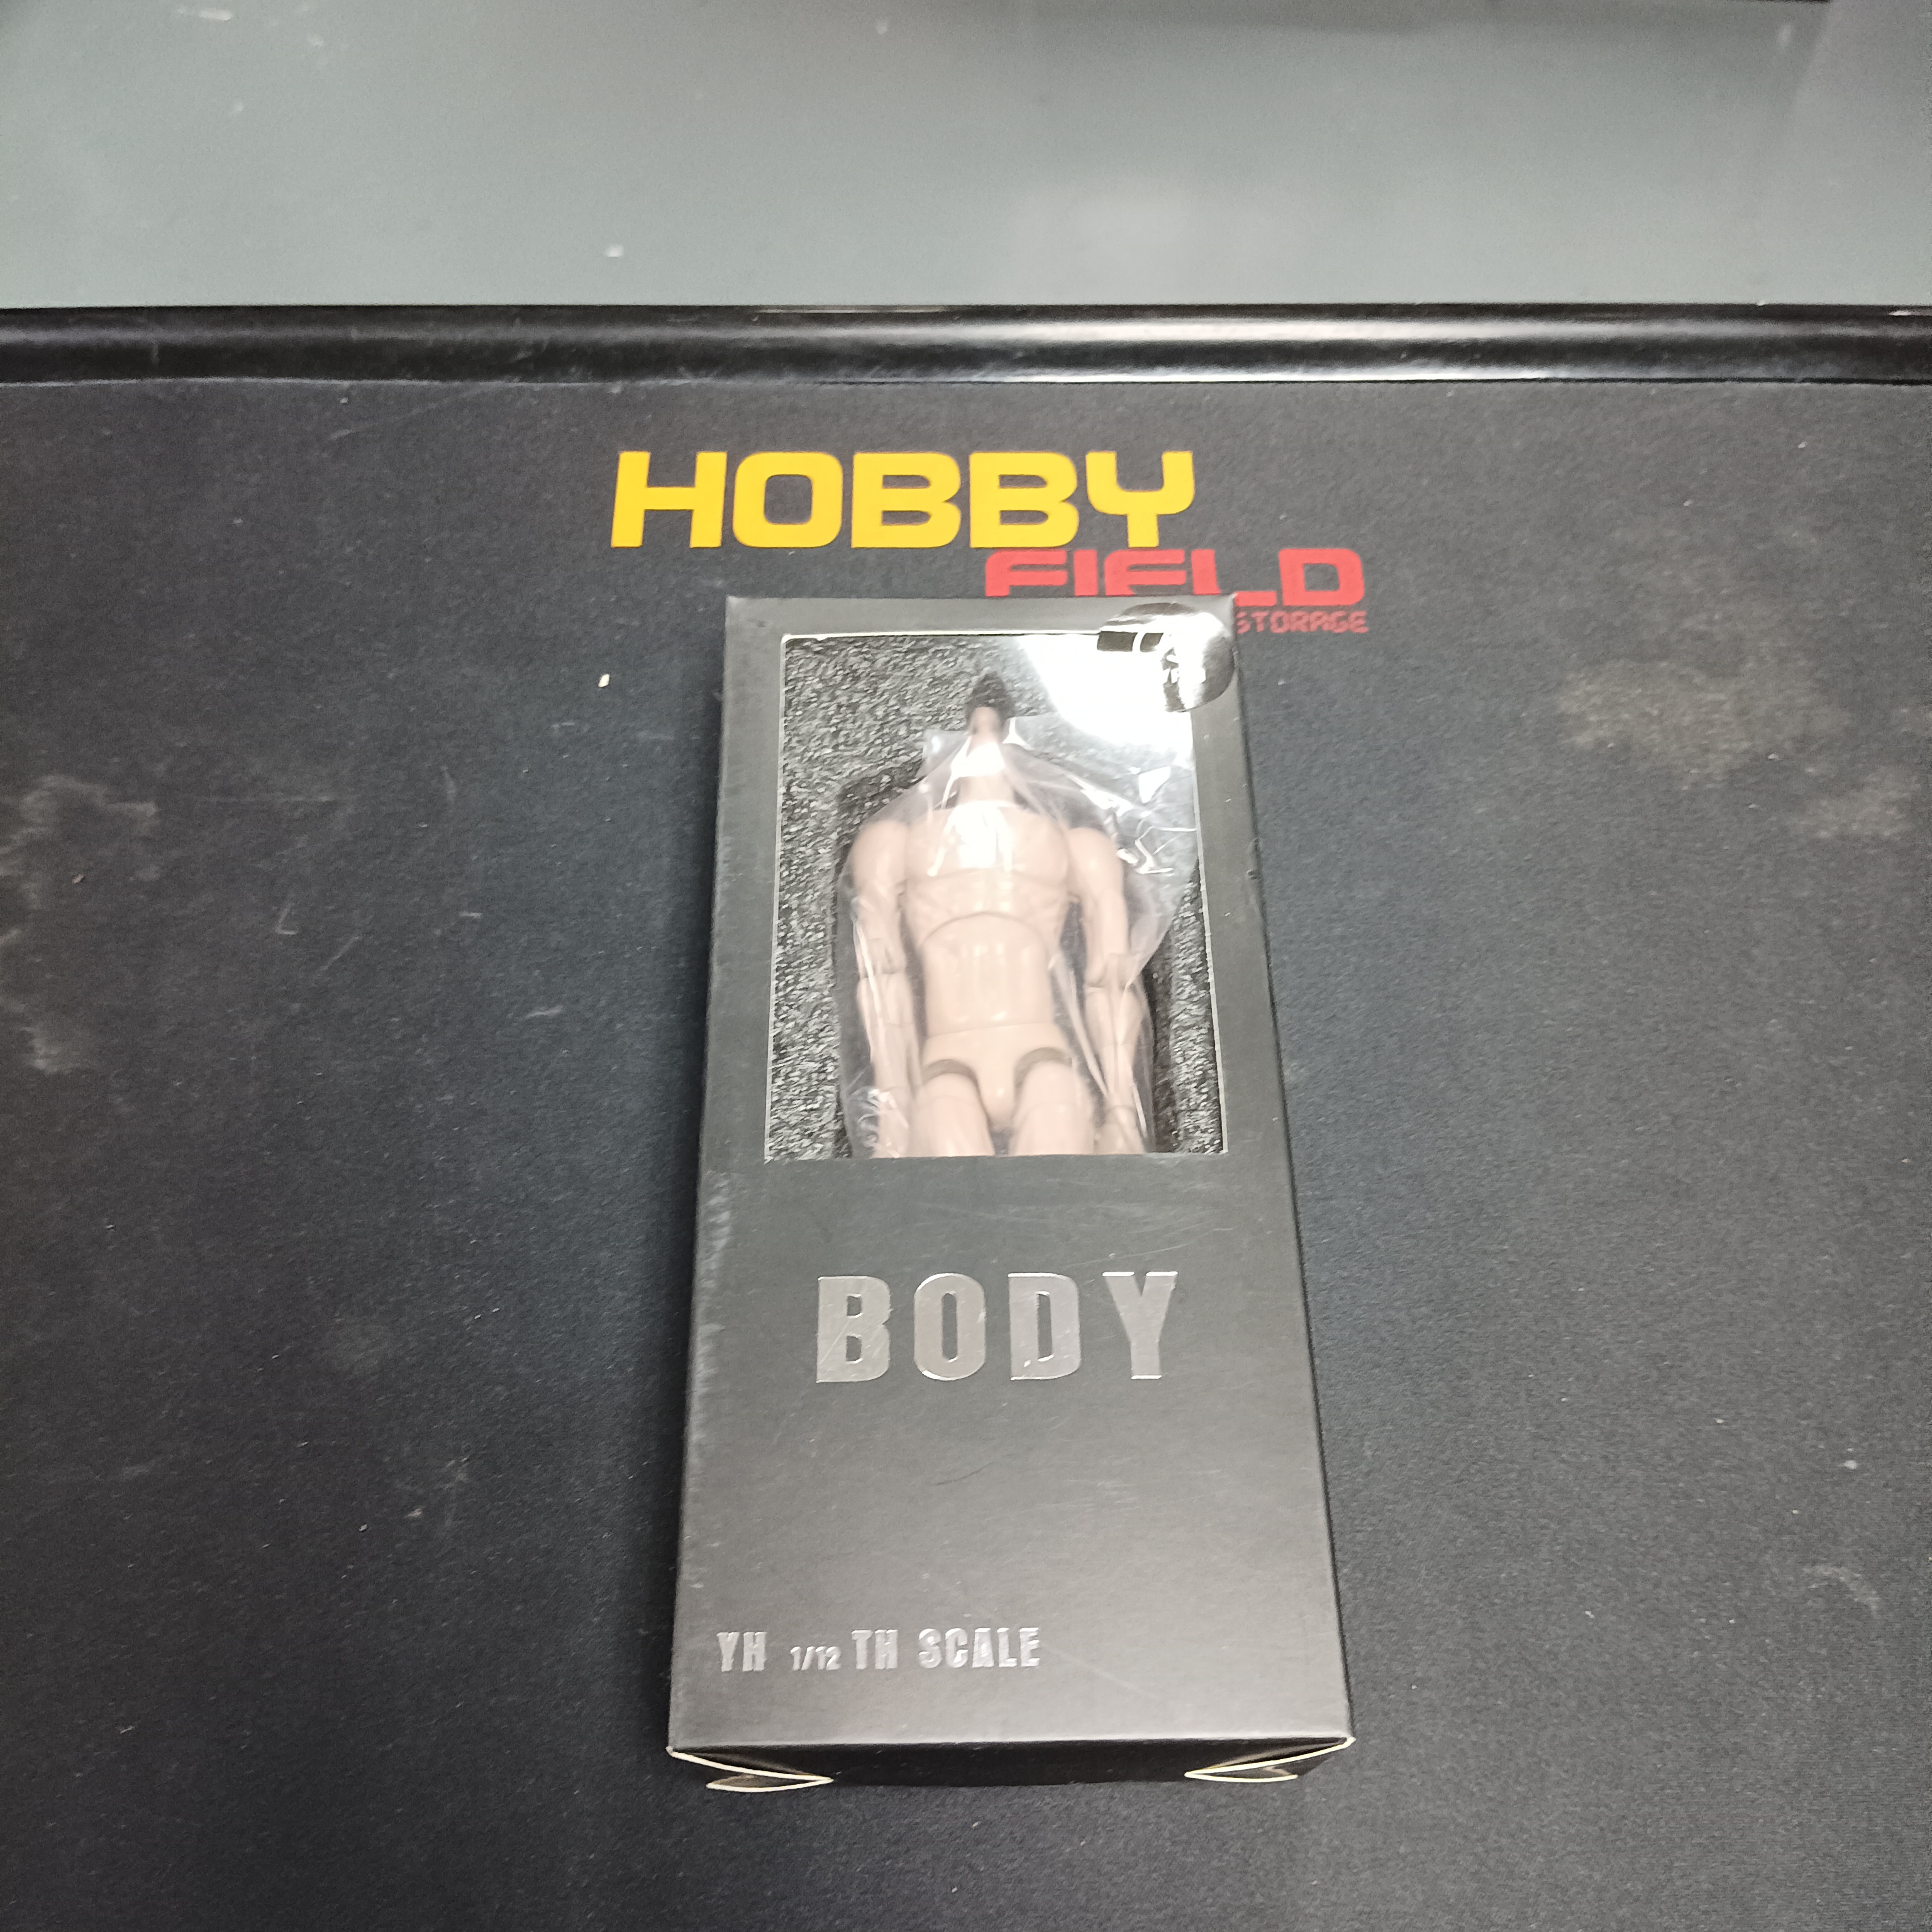 HOBBY
FIELD
STORAGE
BODY
YH 1/12 TH SCALE